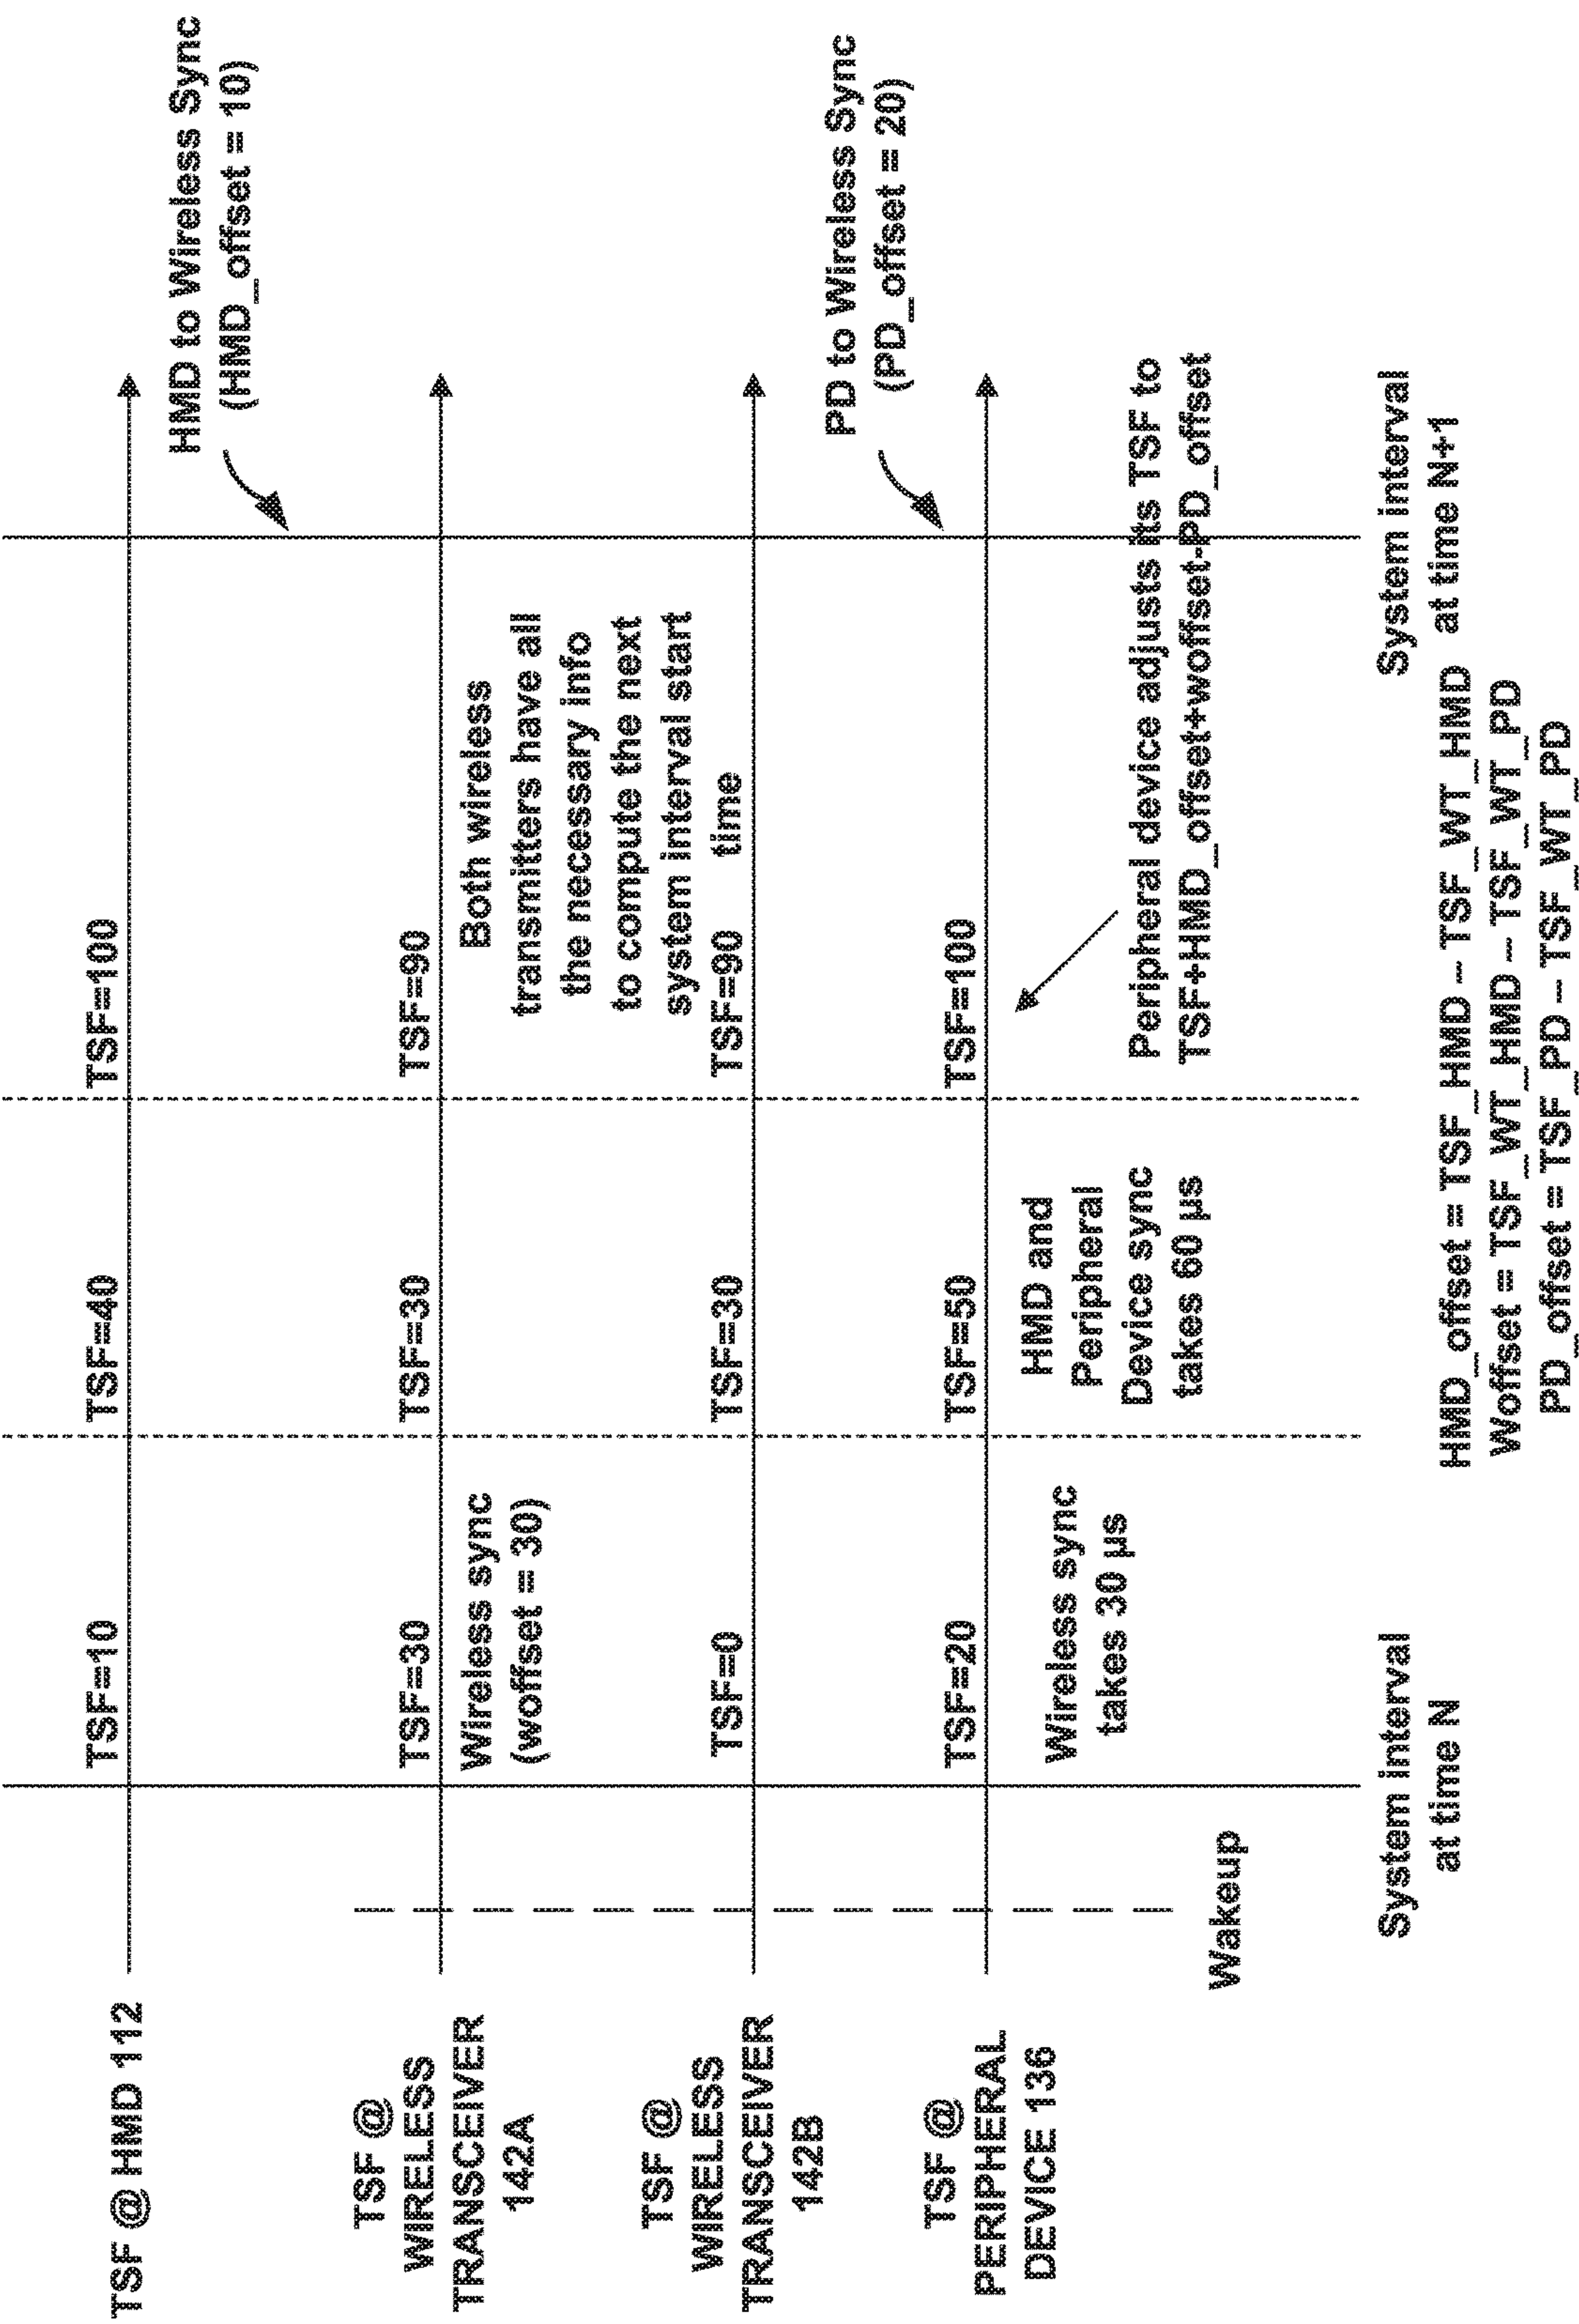 TSF @ HMD 112
TSF=10
TSF=40
TSF=100
HMD to Wireless Sync
(HMD_offset = 10)
TSF @
WIRELESS
TRANSCEIVER
142A
TSF=30
TSF=30
TSF=90
Wireless sync
(woffset = 30)
Both wireless
transmitters have all
the necessary info
to compute the next
system interval start
time
TSF @
WIRELESS
TRANSCEIVER
142B
TSF=0
TSF=30
TSF=90
PD to Wireless Sync
(PD_offset = 20)
TSF @
PERIPHERAL
DEVICE 136
TSF=20
TSF=50
TSF=100
Wireless sync
takes 30 µs
HMD and
Peripheral
Device sync
takes 60 µs
Peripheral device adjusts its TSF to
TSF+HMD_offset+woffset-PD_offset
Wakeup
System interval
at time N
System interval
at time N+1
HMD_offset = TSF_HMD – TSF_WT_HMD
Woffset = TSF_WT_HMD – TSF_WT_PD
PD_offset = TSF_PD – TSF_WT_PD